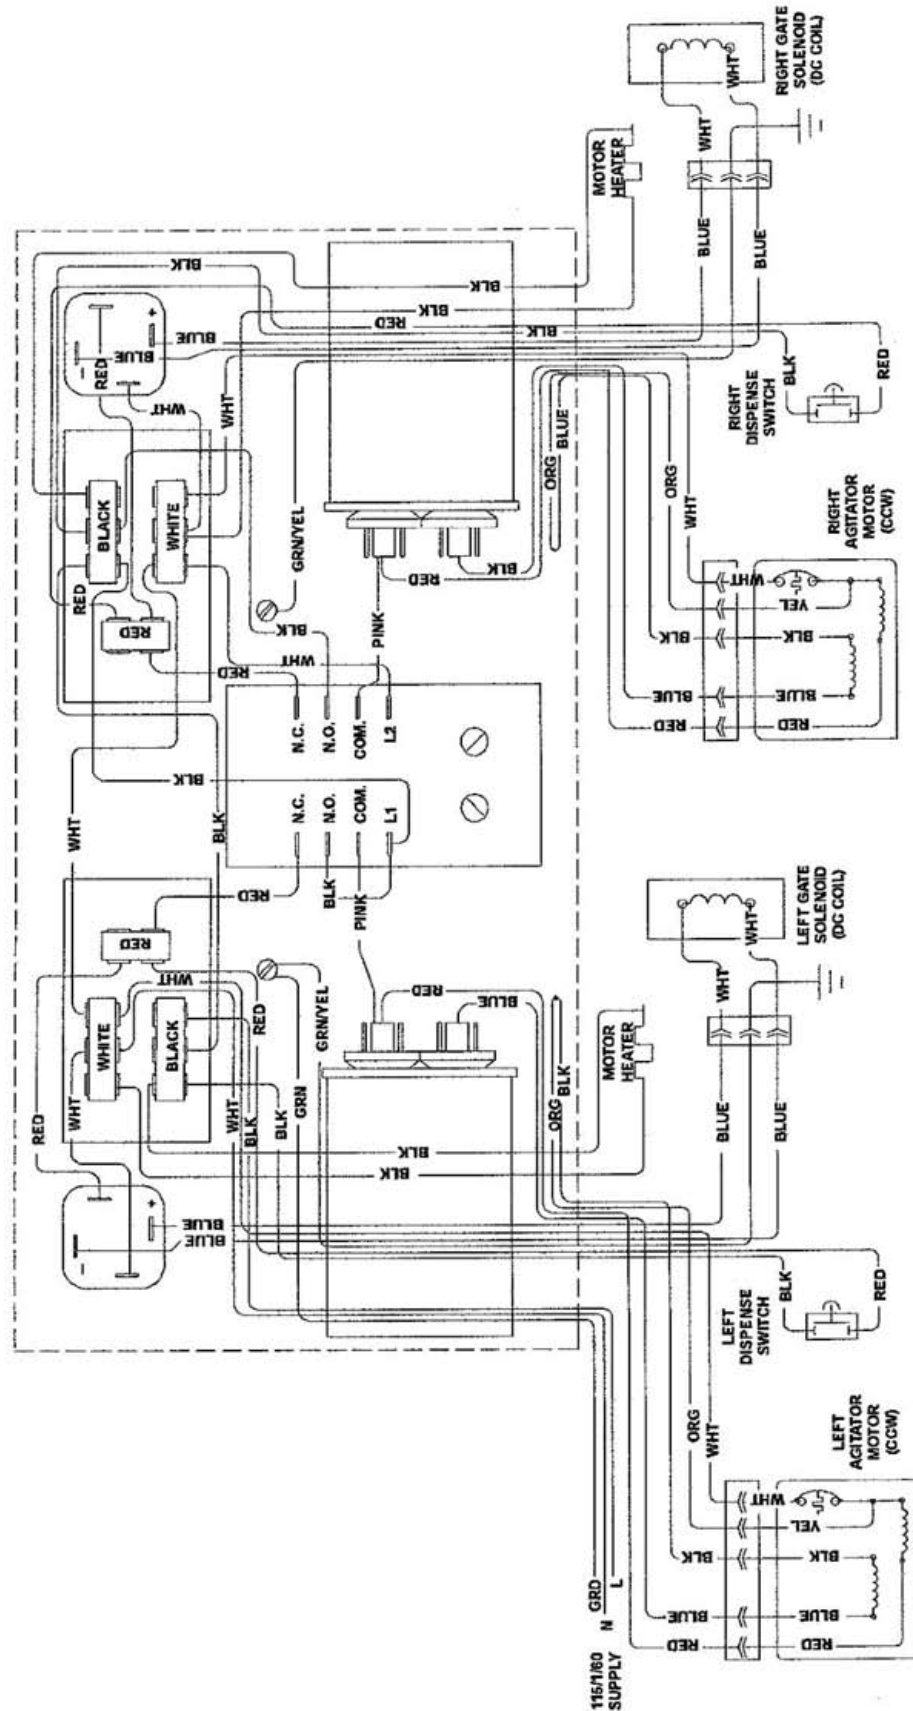 RIGHT GATE
SOLENOID
(DC COIL)
WHT
WHT
BLUE
BLUE
MOTOR
HEATER
BLK
BLK
BLK
BLK
RED
BLK
BLUE
BLUE
+
-
RED
WHT
WHT
BLK
RED
RIGHT
DISPENSE
SWITCH
BLACK
WHITE
RED
RED
GRN/YEL
BLK
WHT
RED
PINK
RED
BLK
ORG
BLUE
ORG
WHT
RIGHT
AGITATOR
MOTOR
(CCW)
WHT
YEL
BLK
BLK
BLUE
BLUE
RED
RED
N.C.
N.O.
COM.
L2
BLK
N.C.
N.O.
COM.
L1
WHT
BLK
RED
BLK
PINK
LEFT GATE
SOLENOID
(DC COIL)
WHT
WHT
BLUE
BLUE
RED
WHITE
BLACK
WHT
RED
GRN/YEL
RED
BLUE
MOTOR
HEATER
RED
WHT
WHT
BLK
BLK
GRN
ORG
BLK
BLK
BLK
+
-
BLUE
BLUE
BLK
RED
LEFT
DISPENSE
SWITCH
ORG
WHT
LEFT
AGITATOR
MOTOR
(CCW)
WHT
YEL
BLK
BLK
BLUE
BLUE
RED
RED
GRD
N
L
115/1/60
SUPPLY